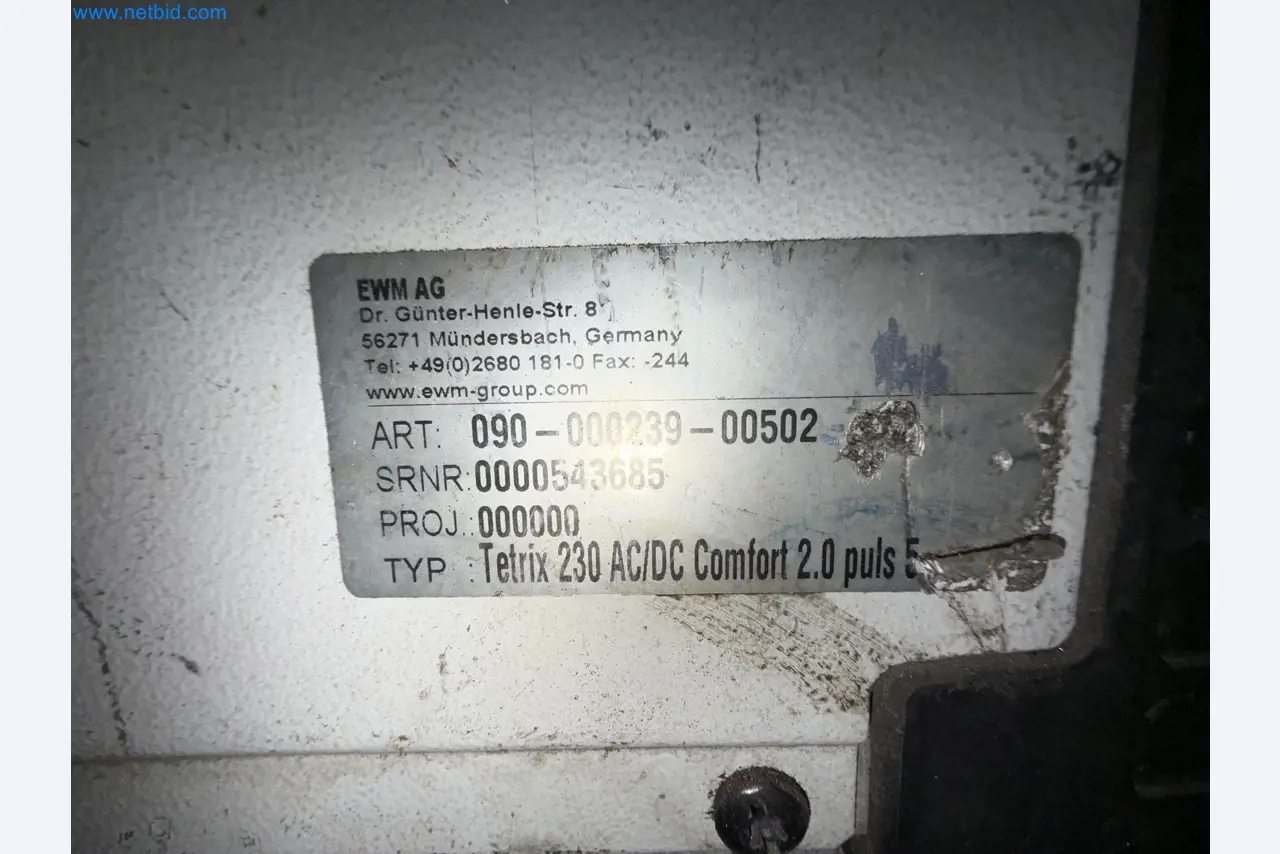 www.netbid.com
EWM AG
Dr. Günter-Henle-Str. 8
56271 Mündersbach, Germany
Tel: +49(0)2680 181-0 Fax: -244
www.ewm-group.com
ART: 090-000239-00502
SRNR:0000543685
PROJ.:000000
TYP :Tetrix 230 AC/DC Comfort 2.0 puls 5